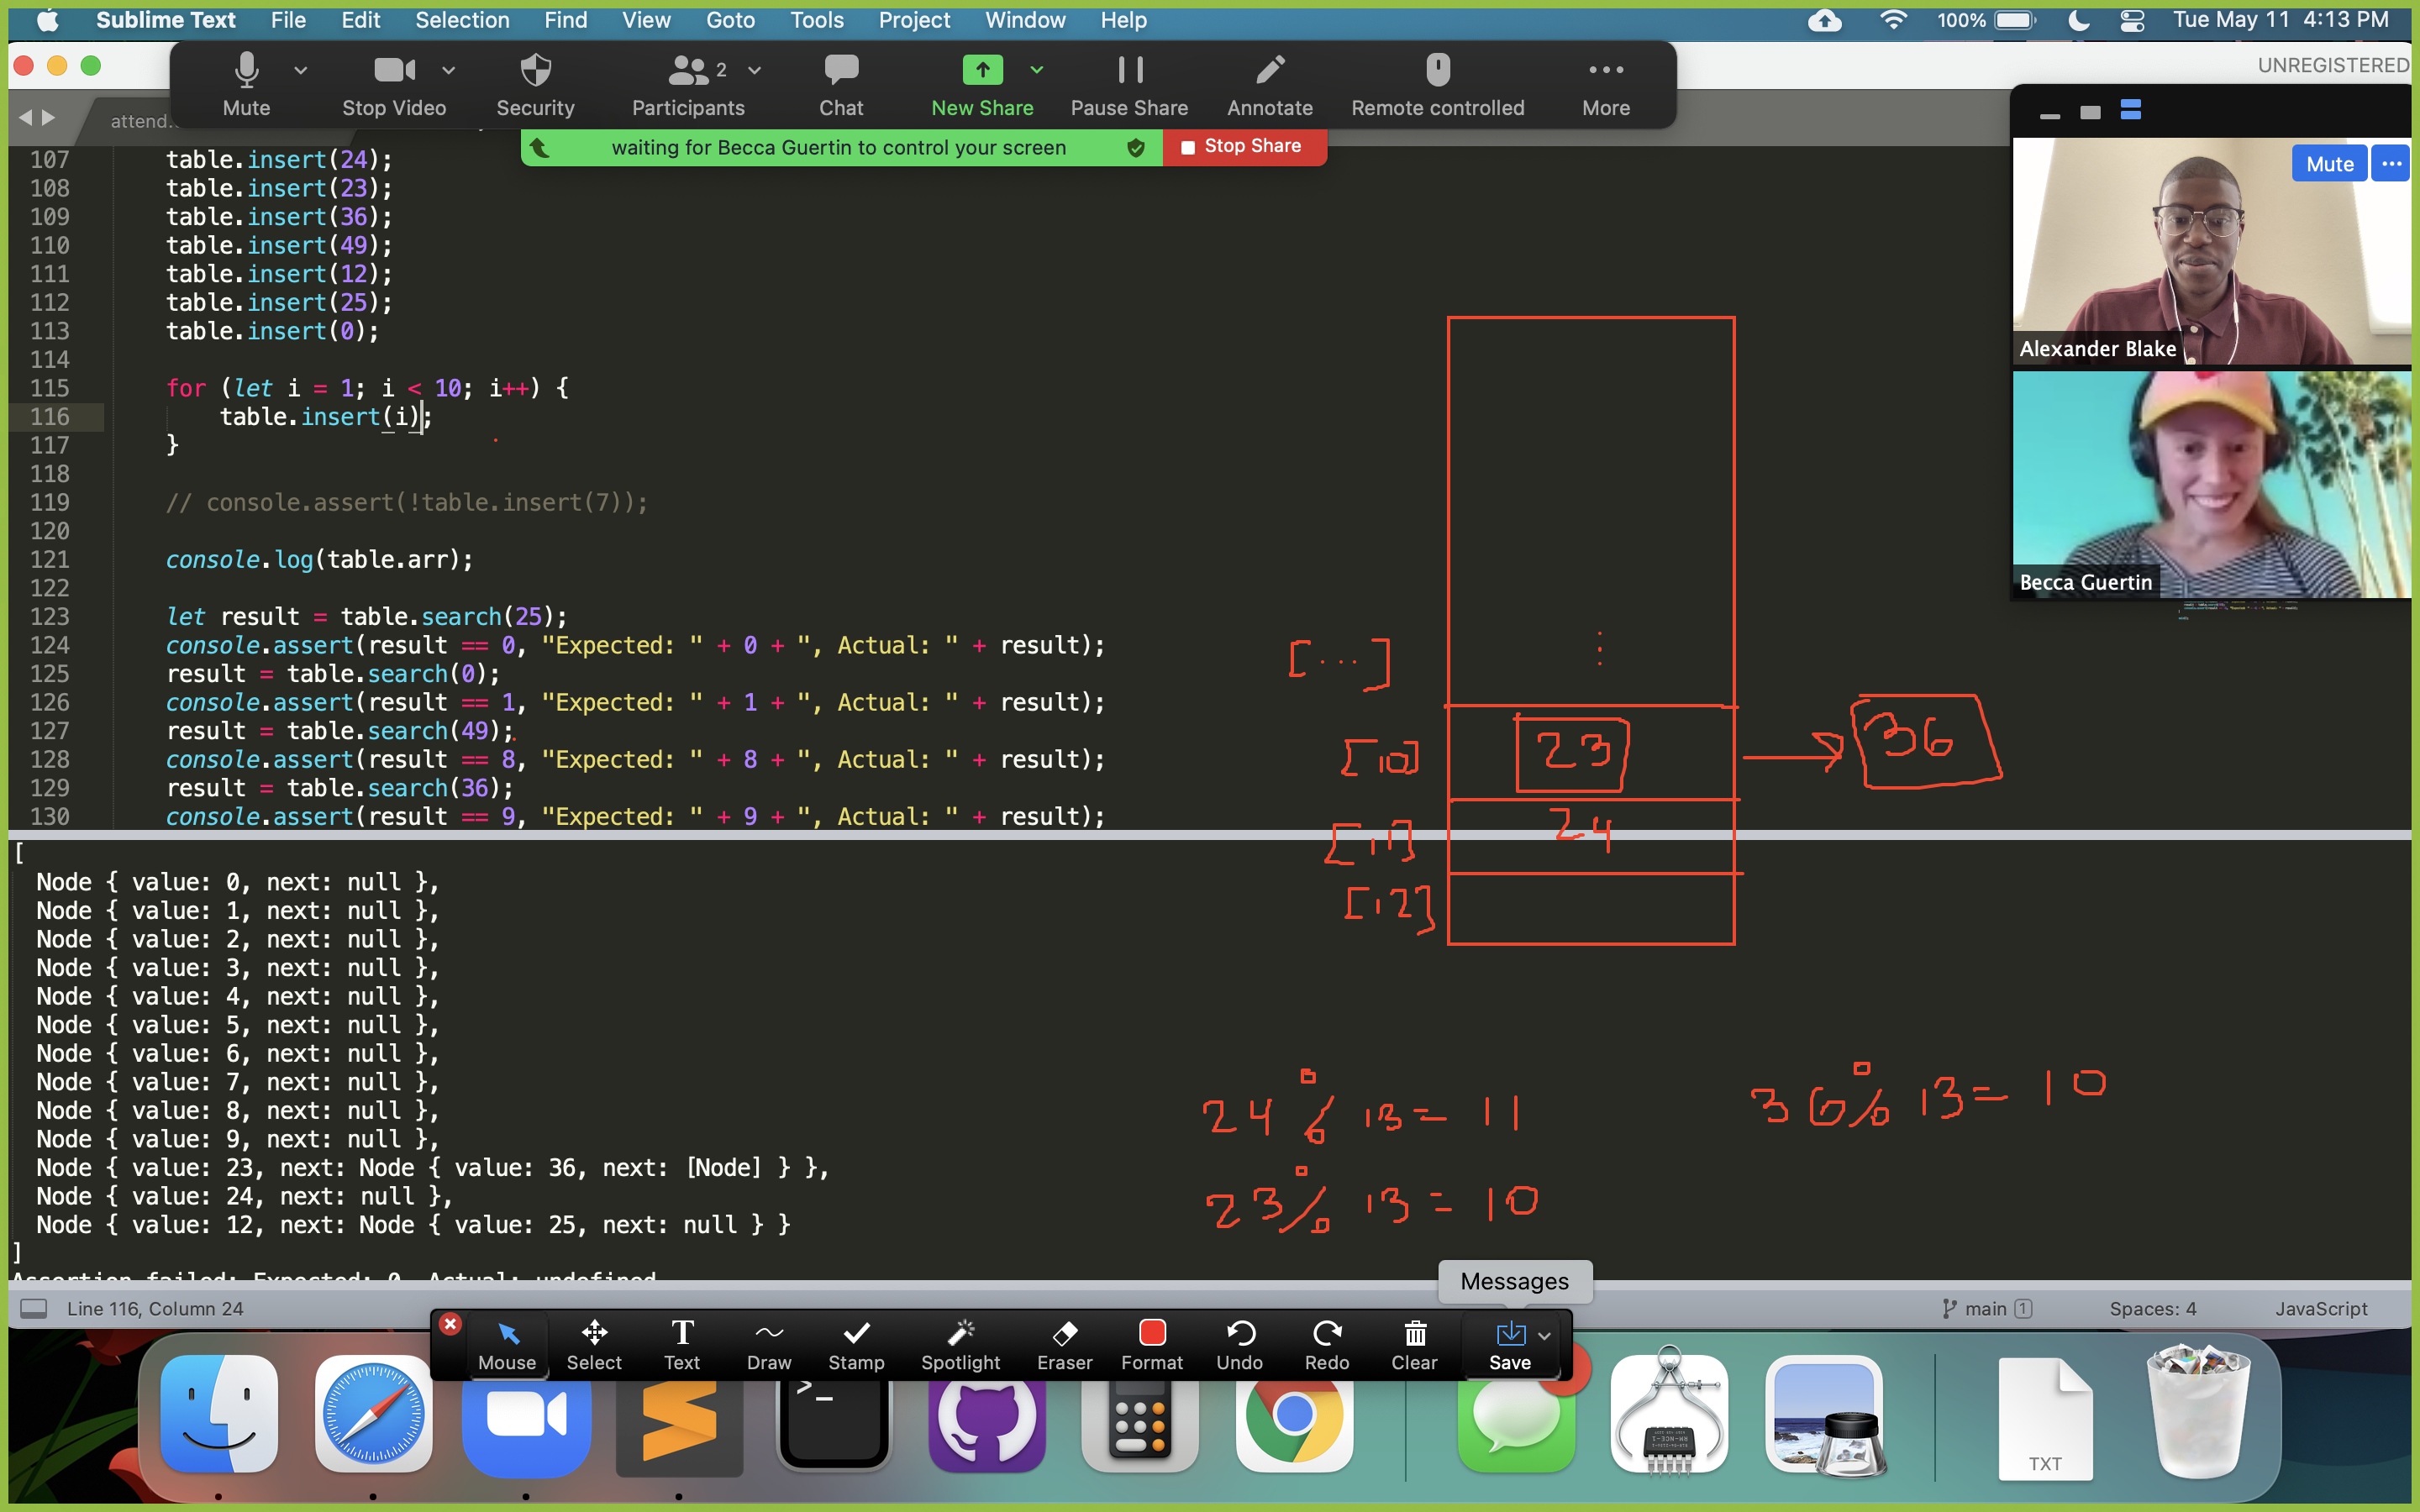 Sublime Text File Edit Selection Find View Goto Tools Project Window Help 100% Tue May 11 4:13 PM
UNREGISTERED
Mute Stop Video Security Participants 2 Chat New Share Pause Share Annotate Remote controlled More
attend.
waiting for Becca Guertin to control your screen Stop Share
Mute
Alexander Blake
Becca Guertin
107 table.insert(24);
108 table.insert(23);
109 table.insert(36);
110 table.insert(49);
111 table.insert(12);
112 table.insert(25);
113 table.insert(0);
114
115 for (let i = 1; i < 10; i++) {
116 table.insert(i);
117 }
118
119 // console.assert(!table.insert(7));
120
121 console.log(table.arr);
122
123 let result = table.search(25);
124 console.assert(result == 0, "Expected: " + 0 + ", Actual: " + result);
125 result = table.search(0);
126 console.assert(result == 1, "Expected: " + 1 + ", Actual: " + result);
127 result = table.search(49);
128 console.assert(result == 8, "Expected: " + 8 + ", Actual: " + result);
129 result = table.search(36);
130 console.assert(result == 9, "Expected: " + 9 + ", Actual: " + result);
[...]
[10] 23 36
[11] 24
[12]
24 % 13 = 11
36 % 13 = 10
23 % 13 = 10
[
Node { value: 0, next: null },
Node { value: 1, next: null },
Node { value: 2, next: null },
Node { value: 3, next: null },
Node { value: 4, next: null },
Node { value: 5, next: null },
Node { value: 6, next: null },
Node { value: 7, next: null },
Node { value: 8, next: null },
Node { value: 9, next: null },
Node { value: 23, next: Node { value: 36, next: [Node] } },
Node { value: 24, next: null },
Node { value: 12, next: Node { value: 25, next: null } }
]
Assertion failed: Expected: 0, Actual: undefined
Messages
Line 116, Column 24 main 1 Spaces: 4 JavaScript
Mouse Select Text Draw Stamp Spotlight Eraser Format Undo Redo Clear Save
TXT